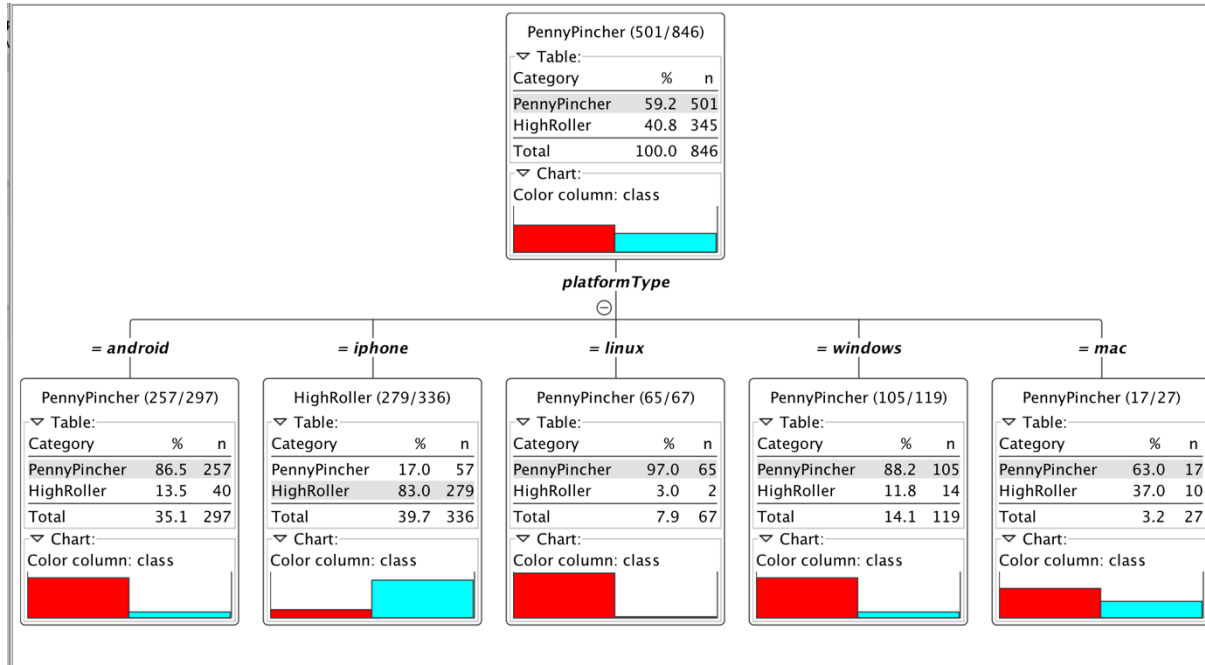 PennyPincher (501/846)
Table:
Category % n
PennyPincher 59.2 501
HighRoller 40.8 345
Total 100.0 846
Chart:
Color column: class
platformType
= android
= iphone
= linux
= windows
= mac
PennyPincher (257/297)
Table:
Category % n
PennyPincher 86.5 257
HighRoller 13.5 40
Total 35.1 297
Chart:
Color column: class
HighRoller (279/336)
Table:
Category % n
PennyPincher 17.0 57
HighRoller 83.0 279
Total 39.7 336
Chart:
Color column: class
PennyPincher (65/67)
Table:
Category % n
PennyPincher 97.0 65
HighRoller 3.0 2
Total 7.9 67
Chart:
Color column: class
PennyPincher (105/119)
Table:
Category % n
PennyPincher 88.2 105
HighRoller 11.8 14
Total 14.1 119
Chart:
Color column: class
PennyPincher (17/27)
Table:
Category % n
PennyPincher 63.0 17
HighRoller 37.0 10
Total 3.2 27
Chart:
Color column: class